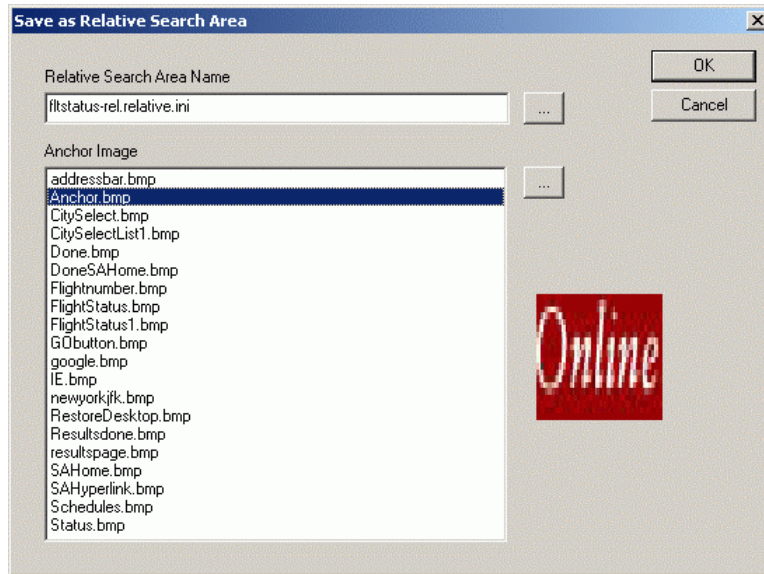 Save as Relative Search Area
OK
Relative Search Area Name
fltstatus-rel.relative.ini
...
Cancel
Anchor Image
...
addressbar.bmp
Anchor.bmp
CitySelect.bmp
CitySelectList1.bmp
Done.bmp
DoneSAHome.bmp
Flightnumber.bmp
FlightStatus.bmp
FlightStatus1.bmp
GObutton.bmp
google.bmp
IE.bmp
newyorkjfk.bmp
RestoreDesktop.bmp
Resultsdone.bmp
resultspage.bmp
SAHome.bmp
SAHyperlink.bmp
Schedules.bmp
Status.bmp
Online